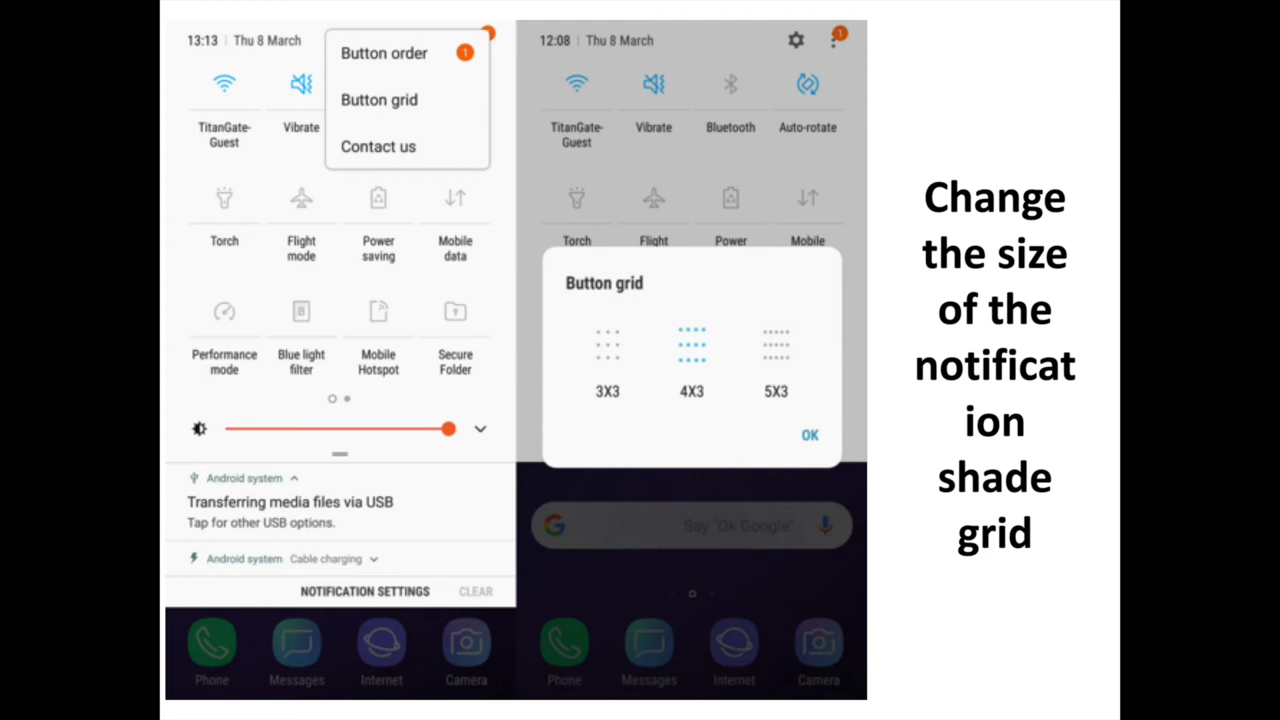 13:13 | Thu 8 March
Button order 1
Button grid
Contact us
TitanGate-
Guest
Vibrate
Torch
Flight
mode
Power
saving
Mobile
data
Performance
mode
Blue light
filter
Mobile
Hotspot
Secure
Folder
Android system
Transferring media files via USB
Tap for other USB options.
Android system Cable charging
NOTIFICATION SETTINGS CLEAR
Phone Messages Internet Camera
12:08 | Thu 8 March 1
TitanGate-
Guest
Vibrate
Bluetooth
Auto-rotate
Torch Flight Power Mobile
Button grid
3X3 4X3 5X3
OK
G Say "Ok Google"
Phone Messages Internet Camera
Change
the size
of the
notificat
ion
shade
grid